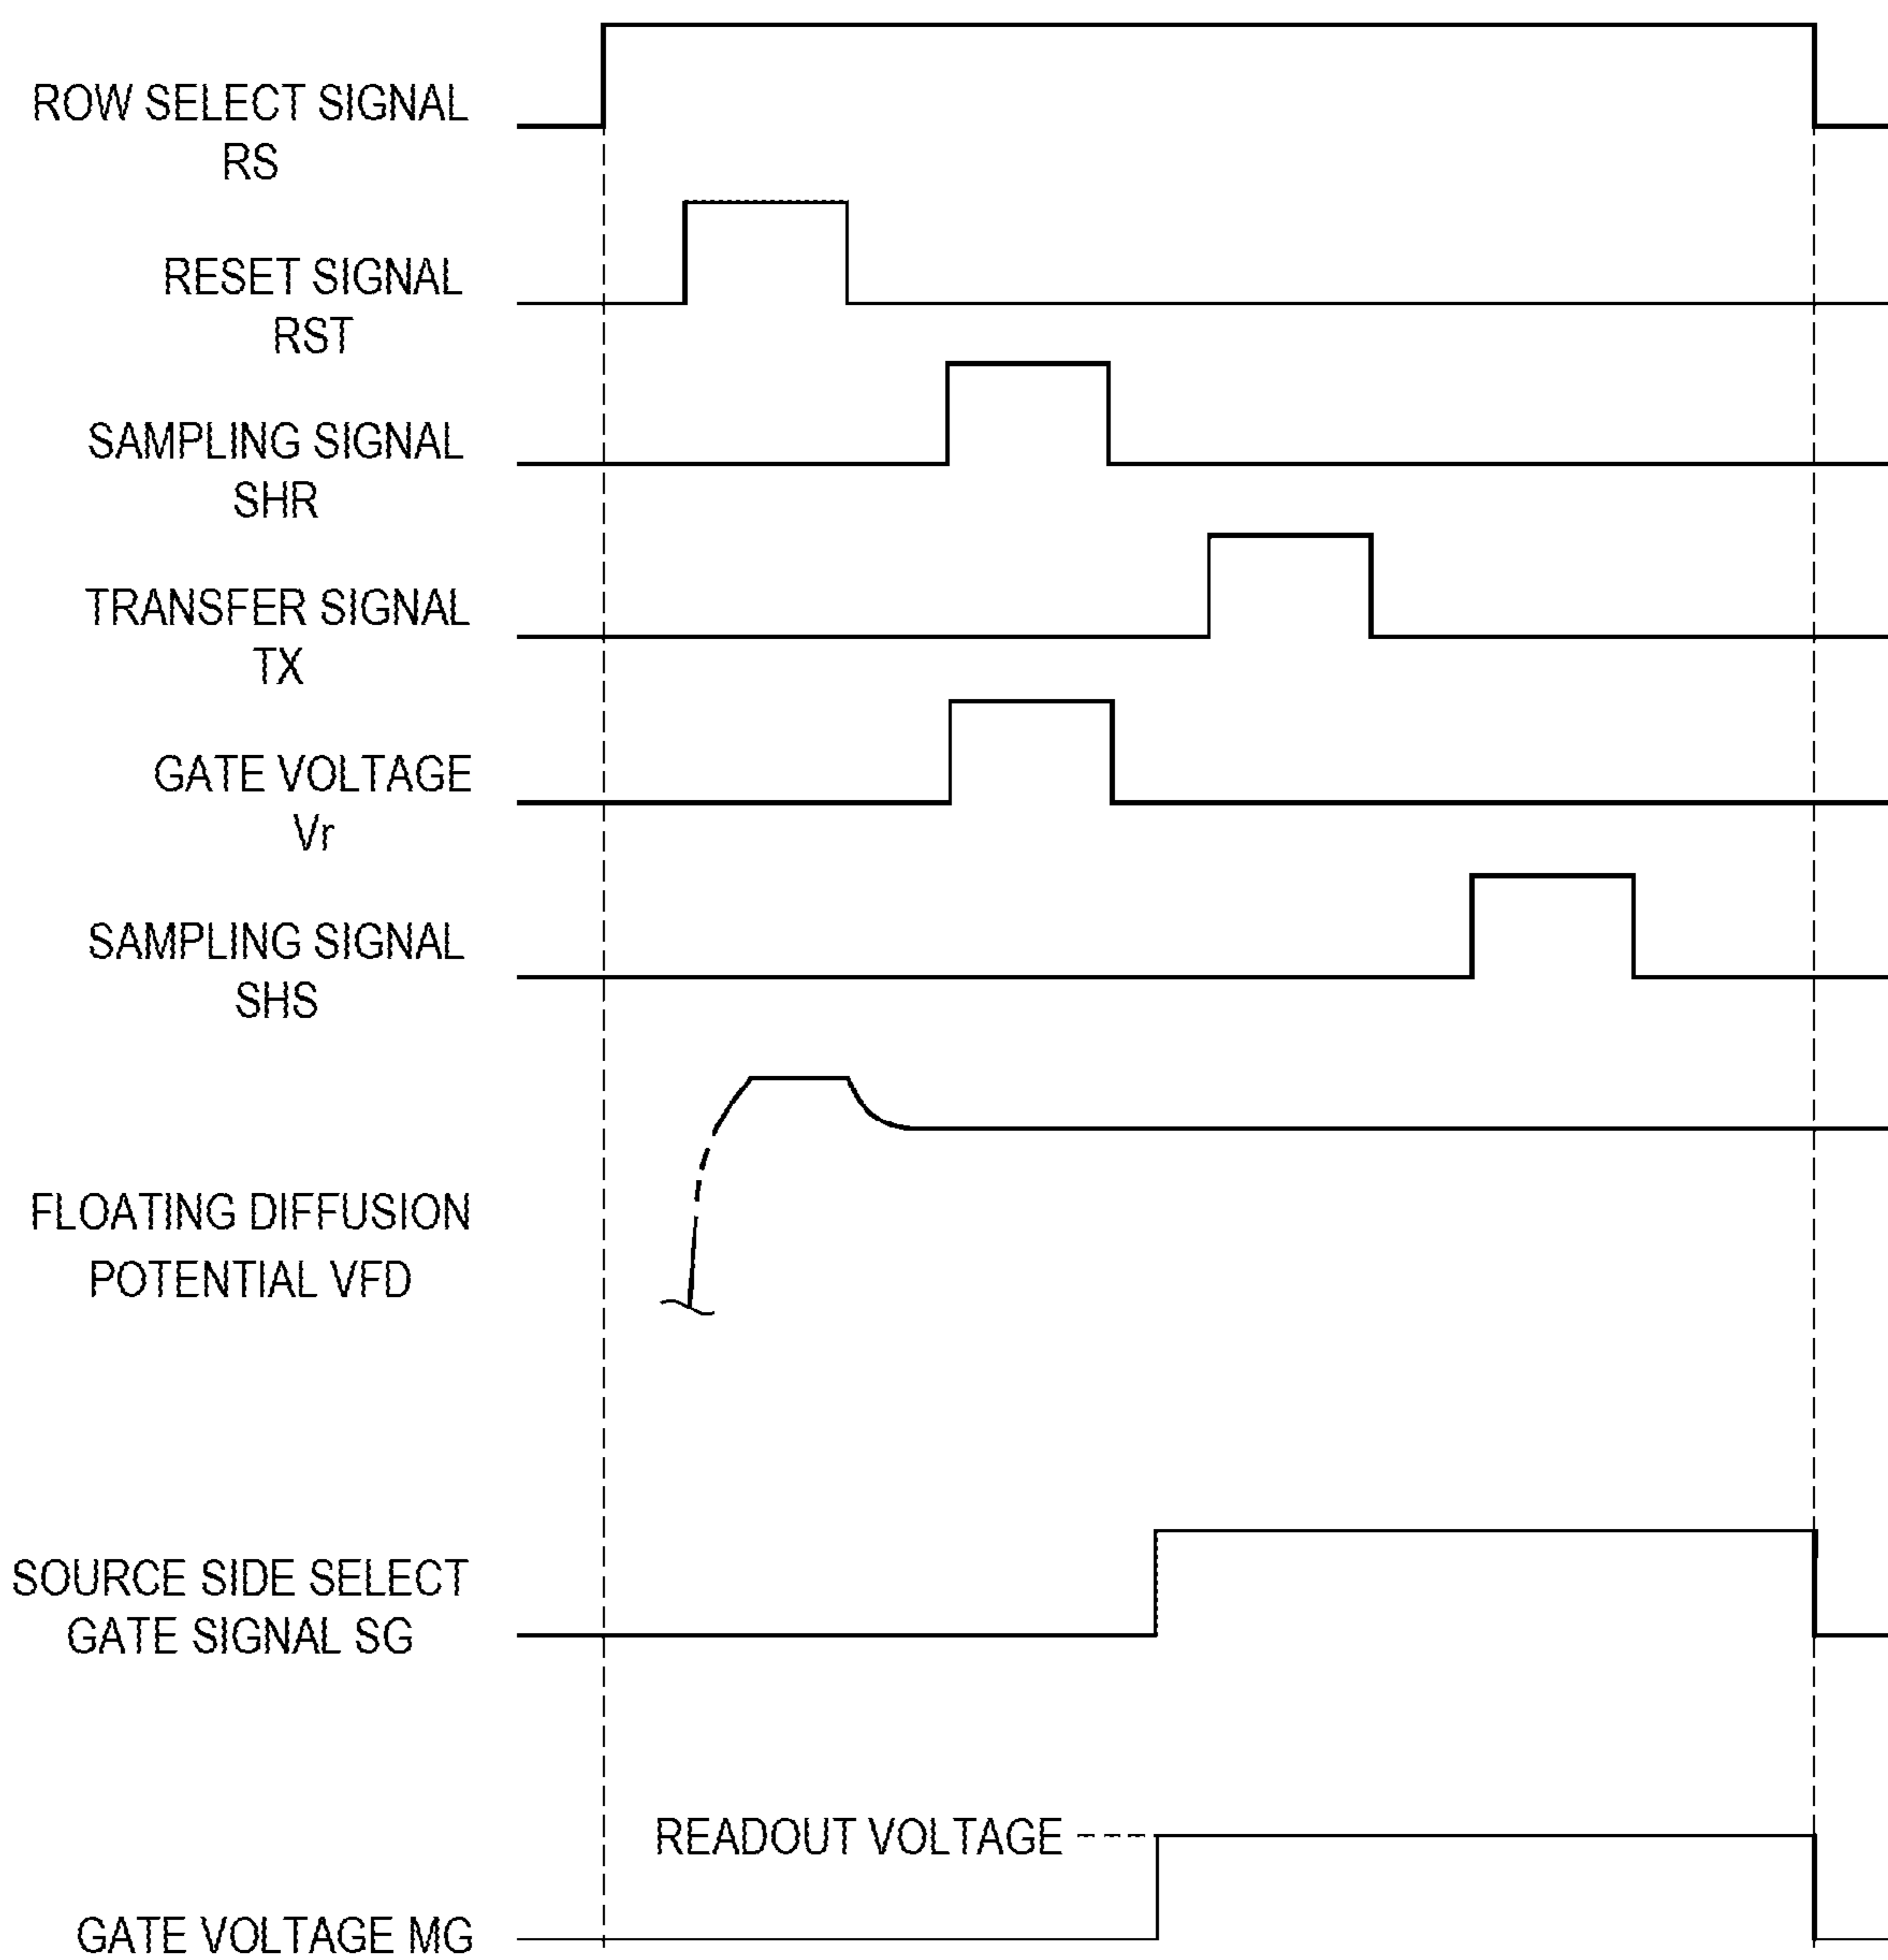 ROW SELECT SIGNAL
RS
RESET SIGNAL
RST
SAMPLING SIGNAL
SHR
TRANSFER SIGNAL
TX
GATE VOLTAGE
Vr
SAMPLING SIGNAL
SHS
FLOATING DIFFUSION
POTENTIAL VFD
SOURCE SIDE SELECT
GATE SIGNAL SG
READOUT VOLTAGE
GATE VOLTAGE MG